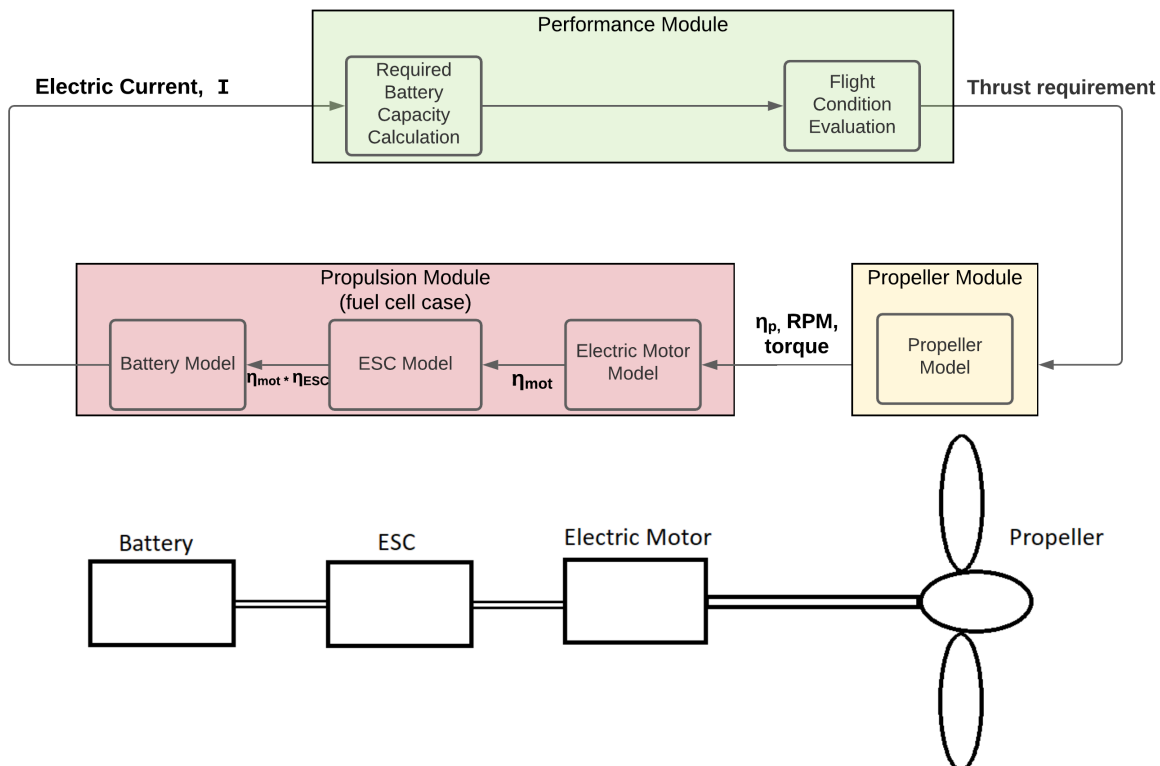 Performance Module
Electric Current, I
Required
Battery
Capacity
Calculation
Flight
Condition
Evaluation
Thrust requirement
Propulsion Module
(fuel cell case)
Battery Model
ηmot * ηESC
ESC Model
ηmot
Electric Motor
Model
ηp, RPM,
torque
Propeller Module
Propeller
Model
Battery
ESC
Electric Motor
Propeller